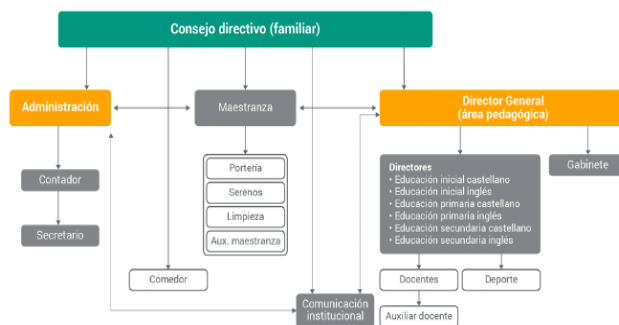 Consejo directivo (familiar)
Administración
Maestranza
Director General
(área pedagógica)
Contador
Secretario
Portería
Serenos
Limpieza
Aux. maestranza
Directores
• Educación inicial castellano
• Educación inicial inglés
• Educación primaria castellano
• Educación primaria inglés
• Educación secundaria castellano
• Educación secundaria inglés
Gabinete
Comedor
Docentes
Deporte
Comunicación
institucional
Auxiliar docente